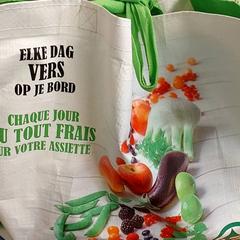 ELKE DAG
VERS
OP JE BORD
CHAQUE JOUR
U TOUT FRAIS
UR VOTRE ASSIETTE